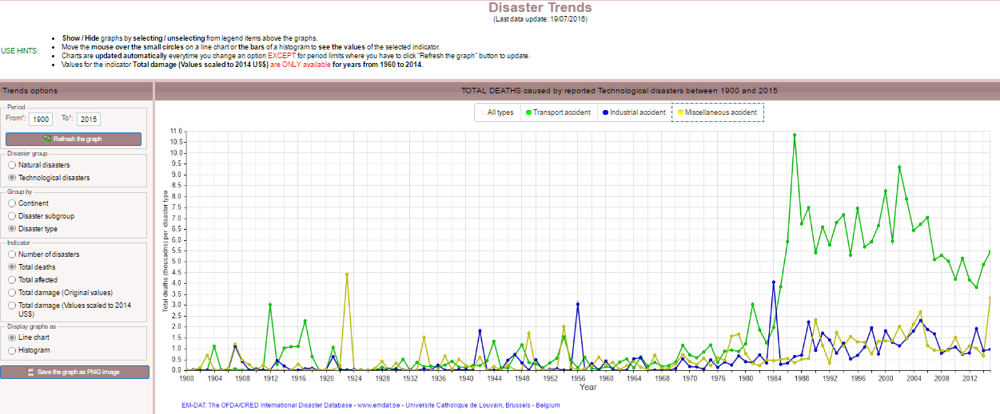 Disaster Trends
(Last data update: 19/07/2016)
USE HINTS:
Show / Hide graphs by selecting / unselecting from legend items above the graphs.
Move the mouse over the small circles on a line chart or the bars of a histogram to see the values of the selected indicator.
Charts are updated automatically everytime you change an option EXCEPT for period limits where you have to click "Refresh the graph" button to update.
Values for the indicator Total damage (Values scaled to 2014 US$) are ONLY available for years from 1960 to 2014.
Trends options
Period
From*: 1900 To*: 2015
Refresh the graph
Disaster group
Natural disasters
Technological disasters
Group by
Continent
Disaster subgroup
Disaster type
Indicator
Number of disasters
Total deaths
Total affected
Total damage (Original values)
Total damage (Values scaled to 2014
US$)
Display graphs as
Line chart
Histogram
Save the graph as PNG image
TOTAL DEATHS caused by reported Technological disasters between 1900 and 2015
All types Transport accident Industrial accident Miscellaneous accident
Total deaths (thousadns) per disaster type
11.0
10.5
10.0
9.5
9.0
8.5
8.0
7.5
7.0
6.5
6.0
5.5
5.0
4.5
4.0
3.5
3.0
2.5
2.0
1.5
1.0
0.5
0.0
1900 1904 1908 1912 1916 1920 1924 1928 1932 1936 1940 1944 1948 1952 1956 1960 1964 1968 1972 1976 1980 1984 1988 1992 1996 2000 2004 2008 2012
Year
EM-DAT: The OFDA/CRED International Disaster Database - www.emdat.be - Universite Catholique de Louvain, Brussels - Belgium